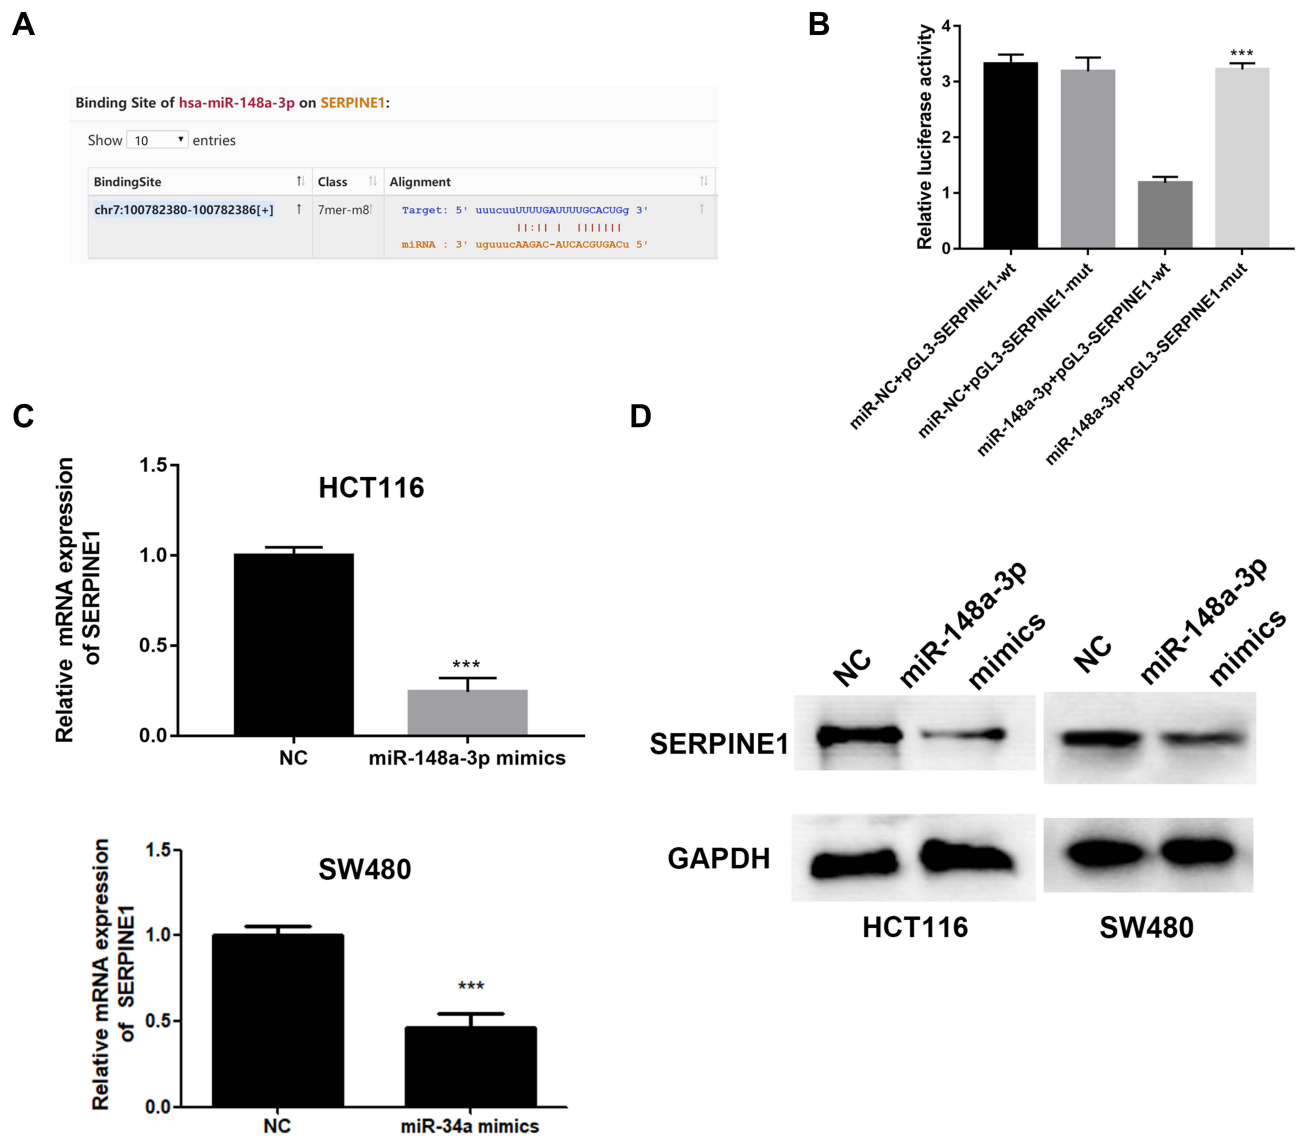 A
Binding Site of hsa-miR-148a-3p on SERPINE1:
Show 10 entries
BindingSite Class Alignment
chr7:100782380-100782386[+] 7mer-m8 Target: 5' uuucuuUUUUGAUUUUGCACUGg 3'
||:|| | |||||||
miRNA : 3' uguuucAAGAC-AUCACGUGACu 5'
B
Relative luciferase activity
4
3
2
1
0
***
miR-NC+pGL3-SERPINE1-wt
miR-NC+pGL3-SERPINE1-mut
miR-148a-3p+pGL3-SERPINE1-wt
miR-148a-3p+pGL3-SERPINE1-mut
C
HCT116
Relative mRNA expression
of SERPINE1
1.5
1.0
0.5
0.0
***
NC
miR-148a-3p mimics
SW480
Relative mRNA expression
of SERPINE1
1.5
1.0
0.5
0.0
***
NC
miR-34a mimics
D
NC
miR-148a-3p
mimics
NC
miR-148a-3p
mimics
SERPINE1
GAPDH
HCT116
SW480